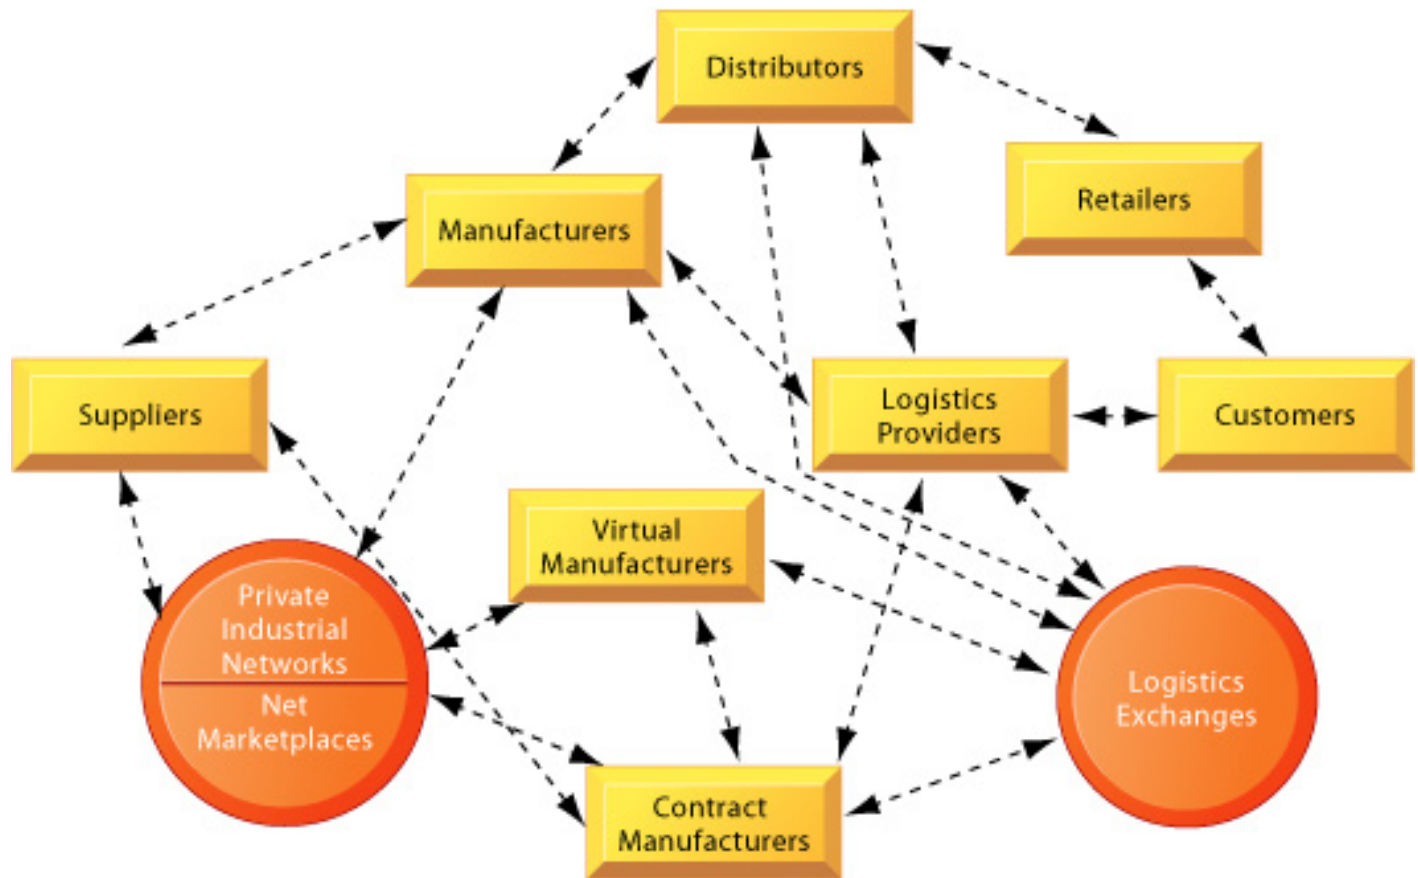 Distributors
Retailers
Manufacturers
Suppliers
Logistics
Providers
Customers
Virtual
Manufacturers
Private
Industrial
Networks
Net
Marketplaces
Logistics
Exchanges
Contract
Manufacturers